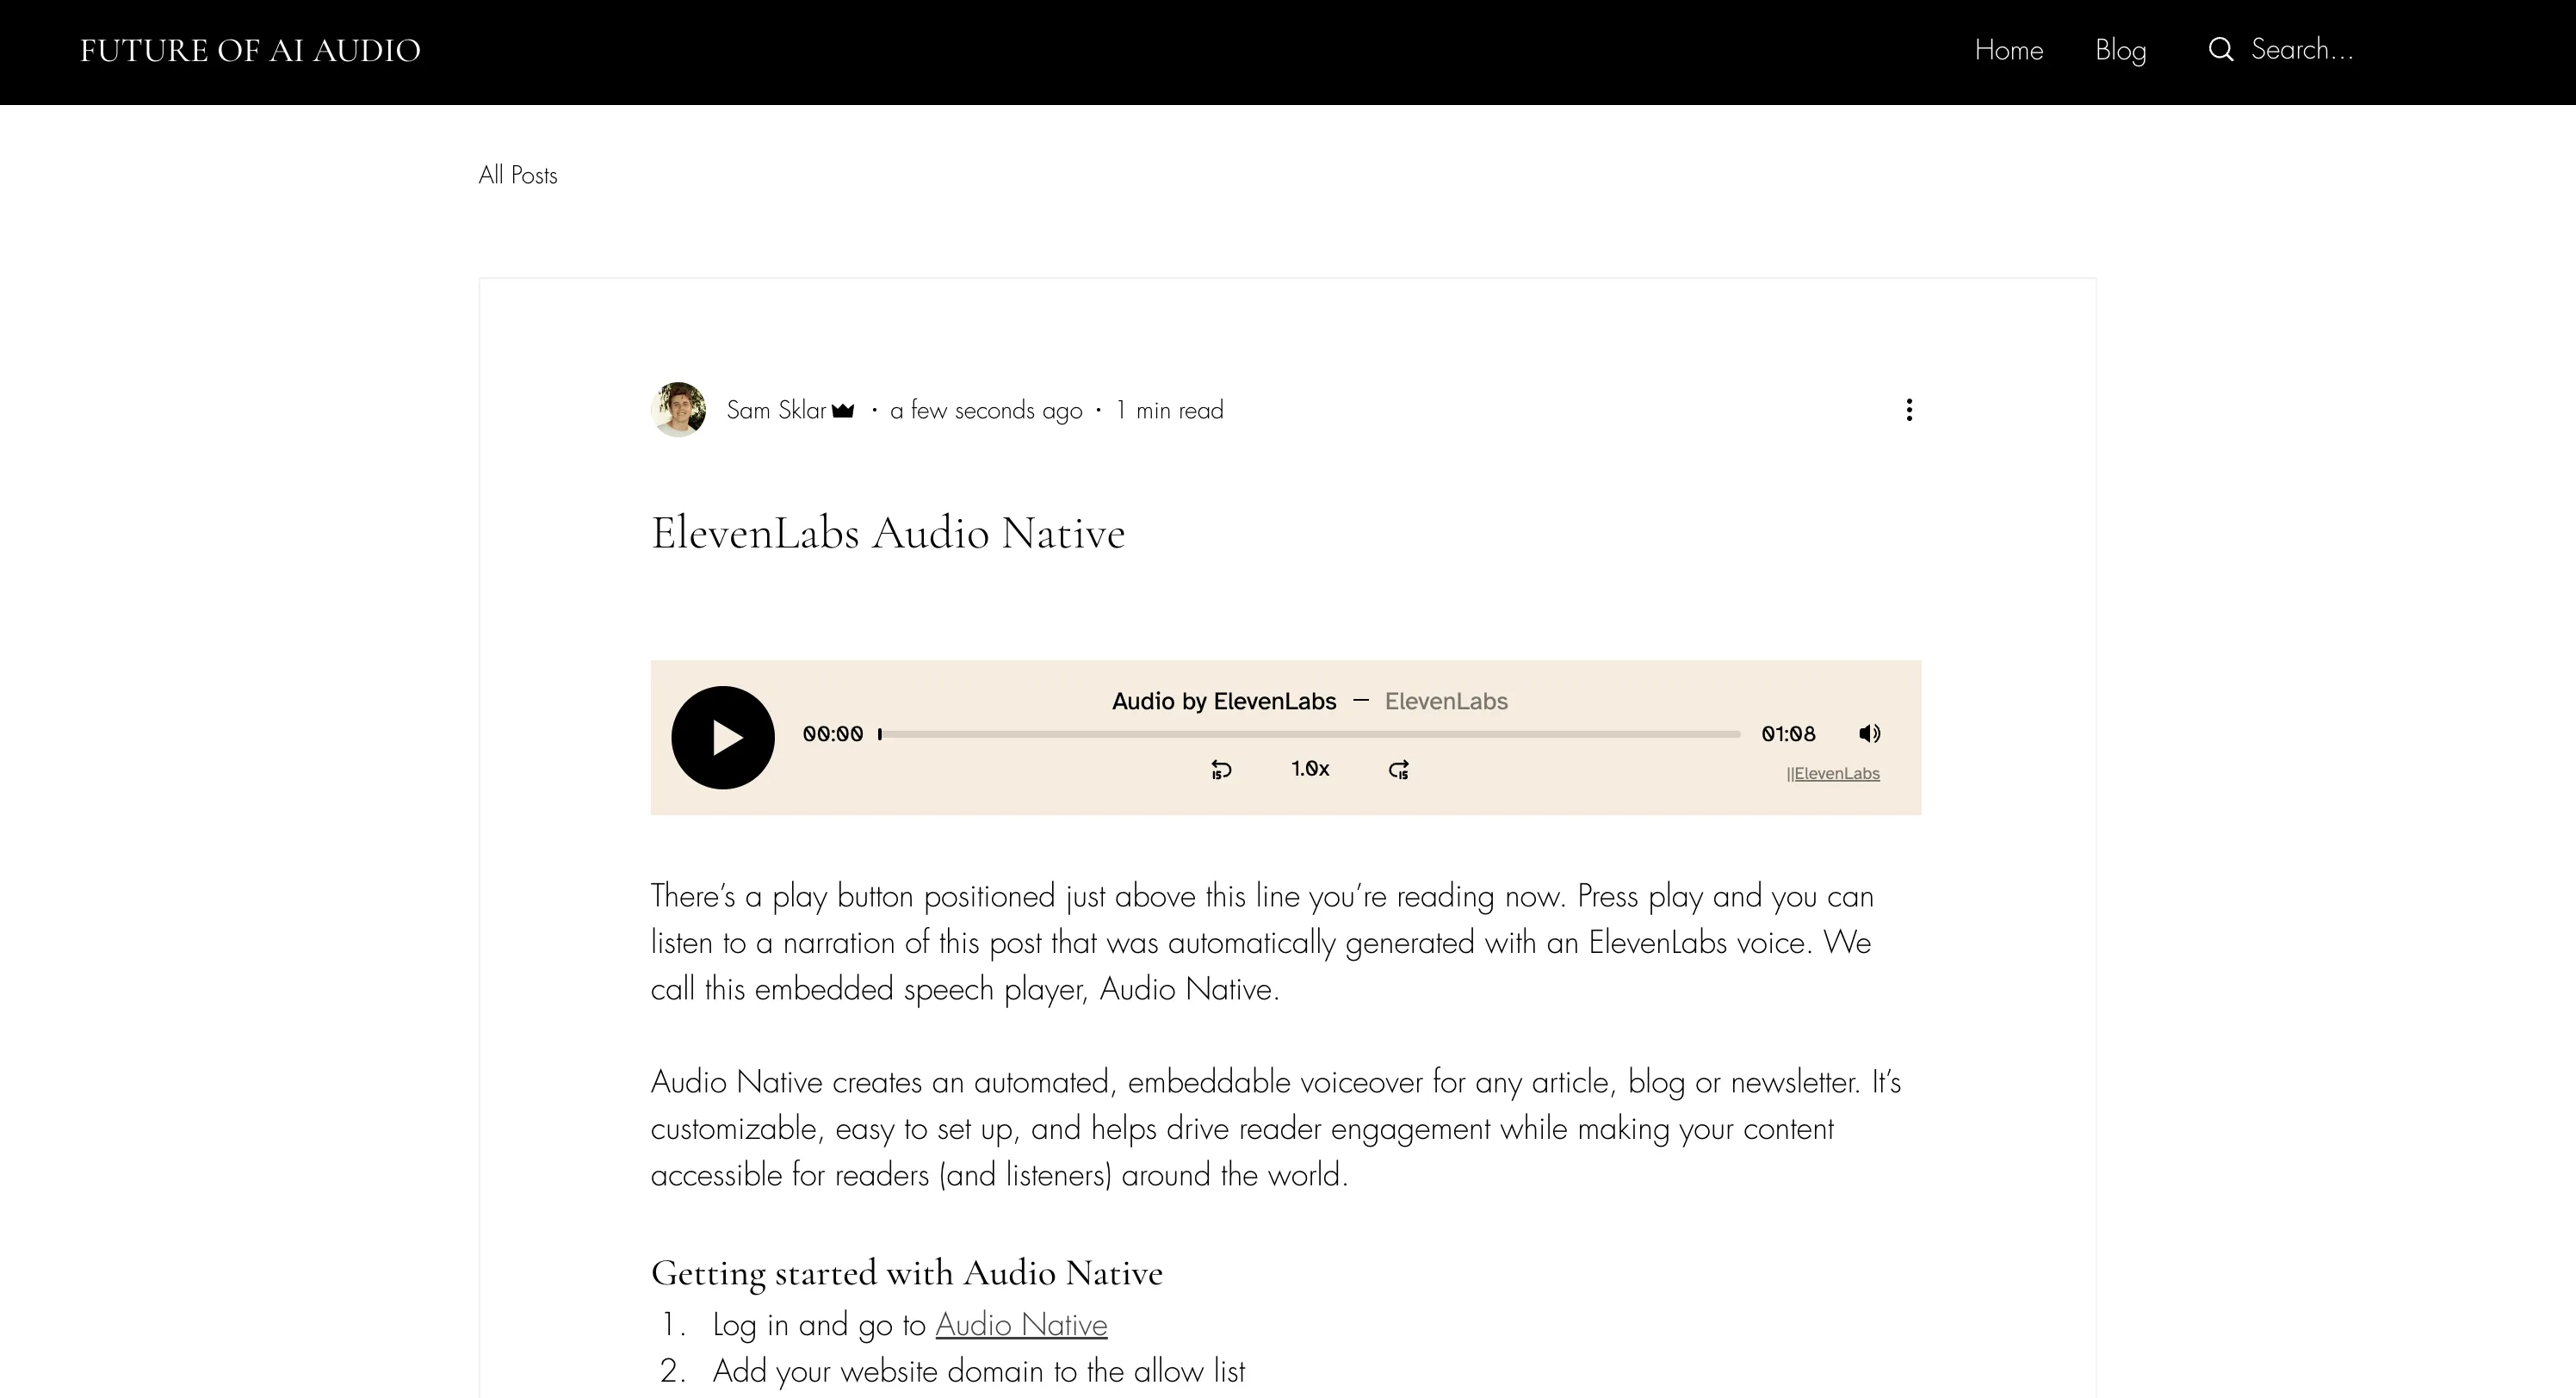 FUTURE OF AI AUDIO
Home Blog Search...
All Posts
Sam Sklar · a few seconds ago · 1 min read
ElevenLabs Audio Native
Audio by ElevenLabs — ElevenLabs
00:00 01:08
15 1.0x 15
||ElevenLabs
There’s a play button positioned just above this line you’re reading now. Press play and you can
listen to a narration of this post that was automatically generated with an ElevenLabs voice. We
call this embedded speech player, Audio Native.
Audio Native creates an automated, embeddable voiceover for any article, blog or newsletter. It’s
customizable, easy to set up, and helps drive reader engagement while making your content
accessible for readers (and listeners) around the world.
Getting started with Audio Native
1. Log in and go to Audio Native
2. Add your website domain to the allow list